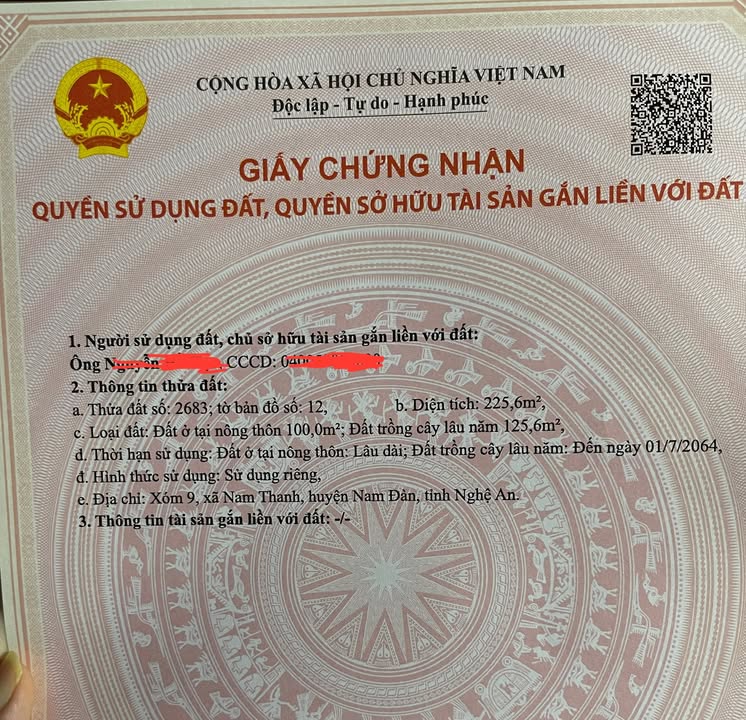 CỘNG HÒA XÃ HỘI CHỦ NGHĨA VIỆT NAM
Độc lập - Tự do - Hạnh phúc
GIẤY CHỨNG NHẬN
QUYỀN SỬ DỤNG ĐẤT, QUYỀN SỞ HỮU TÀI SẢN GẮN LIỀN VỚI ĐẤT
1. Người sử dụng đất, chủ sở hữu tài sản gắn liền với đất:
Ông CCCD:
2. Thông tin thửa đất:
a. Thửa đất số: 2683; tờ bản đồ số: 12, b. Diện tích: 225,6m²,
c. Loại đất: Đất ở tại nông thôn 100,0m²; Đất trồng cây lâu năm 125,6m²,
d. Thời hạn sử dụng: Đất ở tại nông thôn: Lâu dài; Đất trồng cây lâu năm: Đến ngày 01/7/2064,
đ. Hình thức sử dụng: Sử dụng riêng,
e. Địa chỉ: Xóm 9, xã Nam Thanh, huyện Nam Đàn, tỉnh Nghệ An.
3. Thông tin tài sản gắn liền với đất: -/-